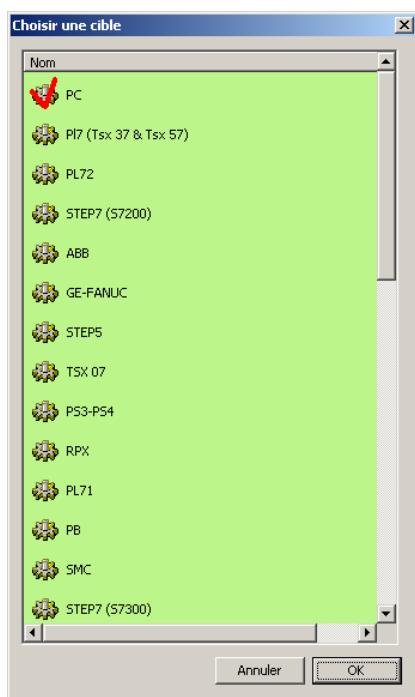 Choisir une cible
Nom
PC
Pl7 (Tsx 37 & Tsx 57)
PL72
STEP7 (S7200)
ABB
GE-FANUC
STEP5
TSX 07
PS3-PS4
RPX
PL71
PB
SMC
STEP7 (S7300)
Annuler
OK